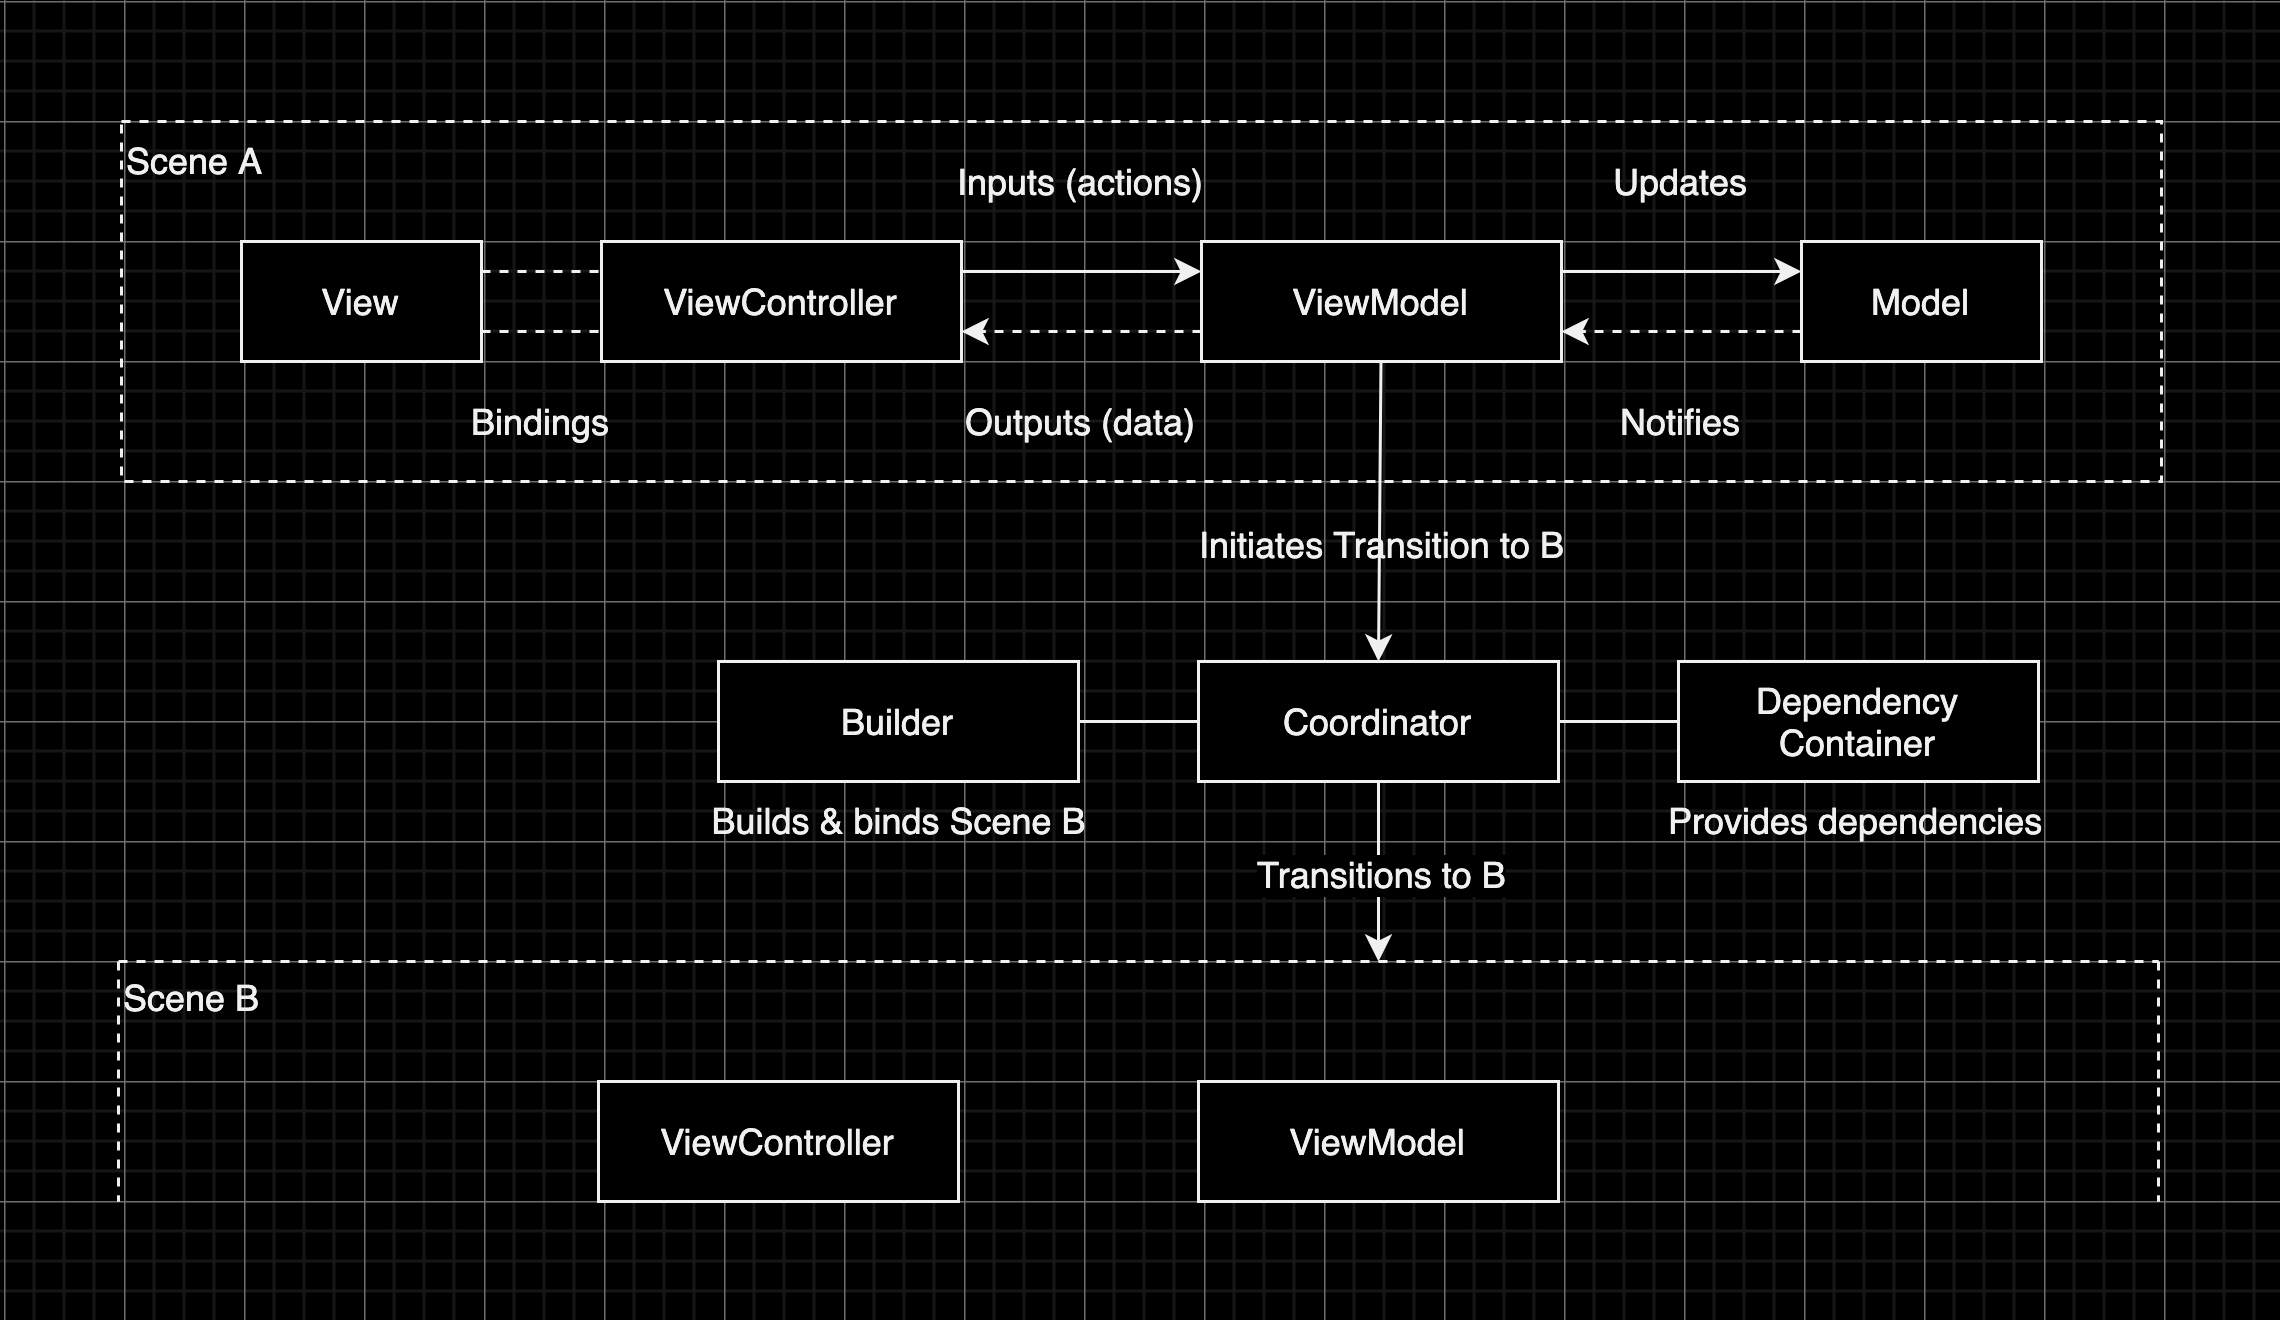 Scene A
Inputs (actions)
Updates
View
ViewController
ViewModel
Model
Bindings
Outputs (data)
Notifies
Initiates Transition to B
Builder
Coordinator
Dependency
Container
Builds & binds Scene B
Provides dependencies
Transitions to B
Scene B
ViewController
ViewModel